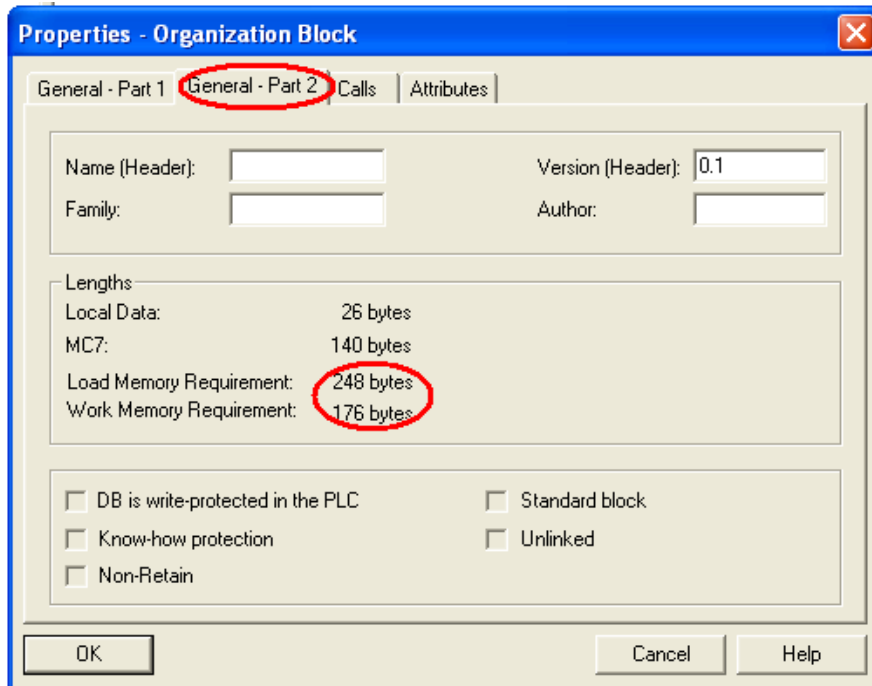 Properties - Organization Block
General - Part 1 General - Part 2 Calls Attributes
Name (Header): Version (Header): 0.1
Family: Author:
Lengths
Local Data: 26 bytes
MC7: 140 bytes
Load Memory Requirement: 248 bytes
Work Memory Requirement: 176 bytes
DB is write-protected in the PLC Standard block
Know-how protection Unlinked
Non-Retain
OK Cancel Help